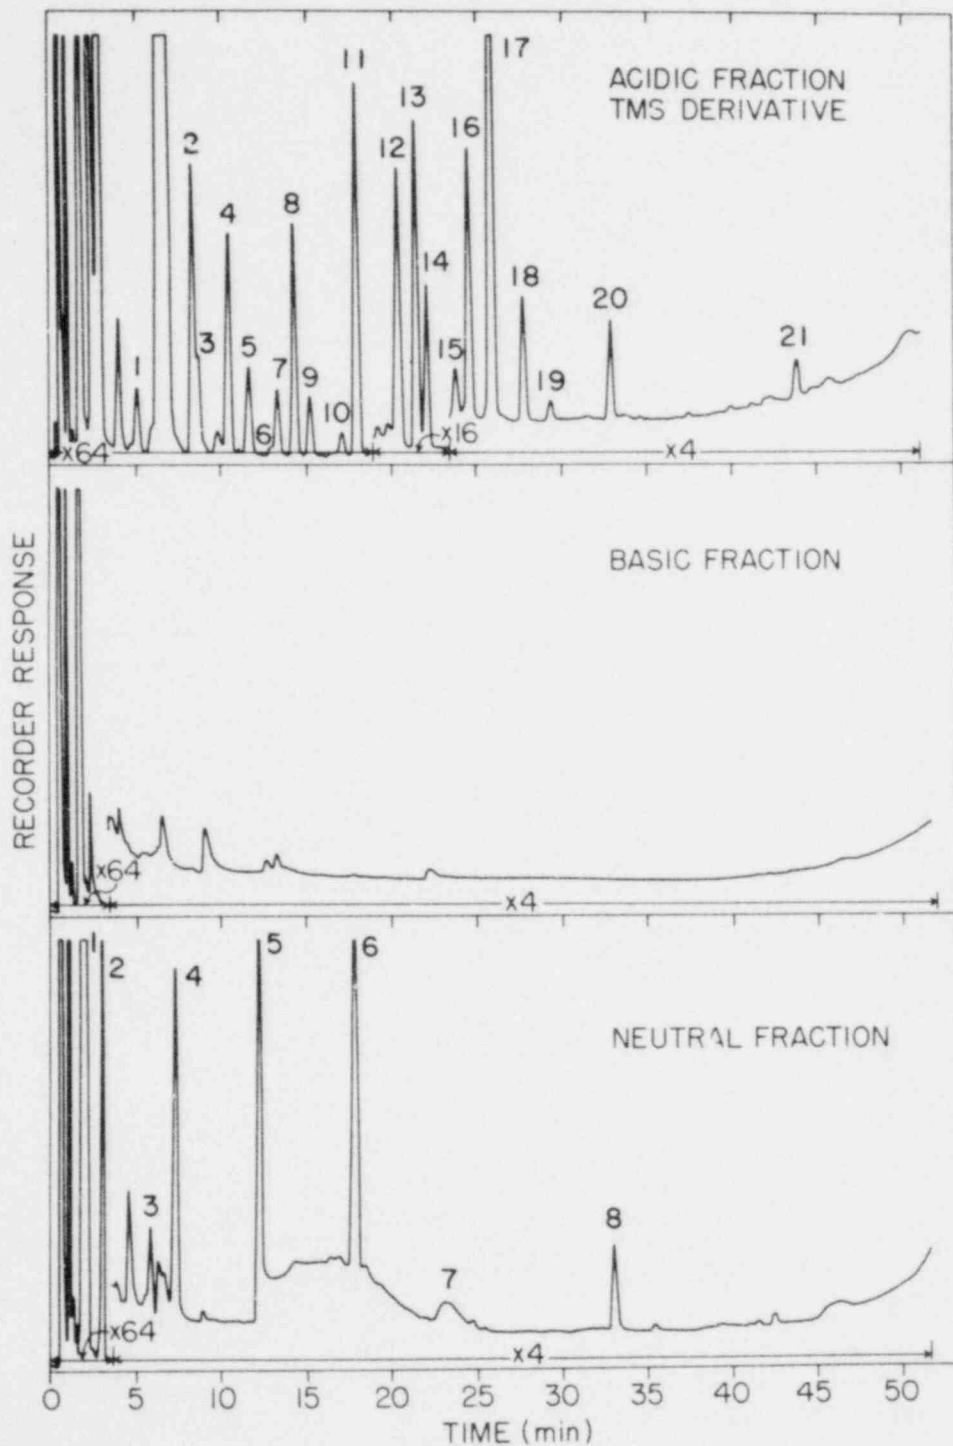 17
11
ACIDIC FRACTION
TMS DERIVATIVE
13
16
2
12
4
8
14
18
20
15
21
1
3
5
7
9
19
6
10
x64
x16
x4
RECORDER RESPONSE
BASIC FRACTION
x64
x4
1
2
4
5
6
NEUTRAL FRACTION
3
8
7
x64
x4
0 5 10 15 20 25 30 35 40 45 50
TIME (min)